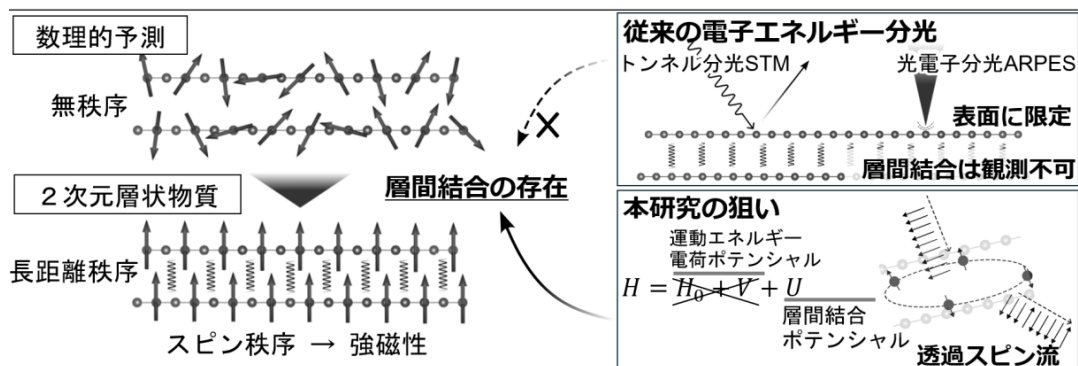 数理的予測
無秩序
2次元層状物質
長距離秩序
スピン秩序 → 強磁性
層間結合の存在
×
従来の電子エネルギー分光
トンネル分光STM
光電子分光ARPES
表面に限定
層間結合は観測不可
本研究の狙い
運動エネルギー
電荷ポテンシャル
H = H₀ + V + U
層間結合
ポテンシャル
透過スピン流